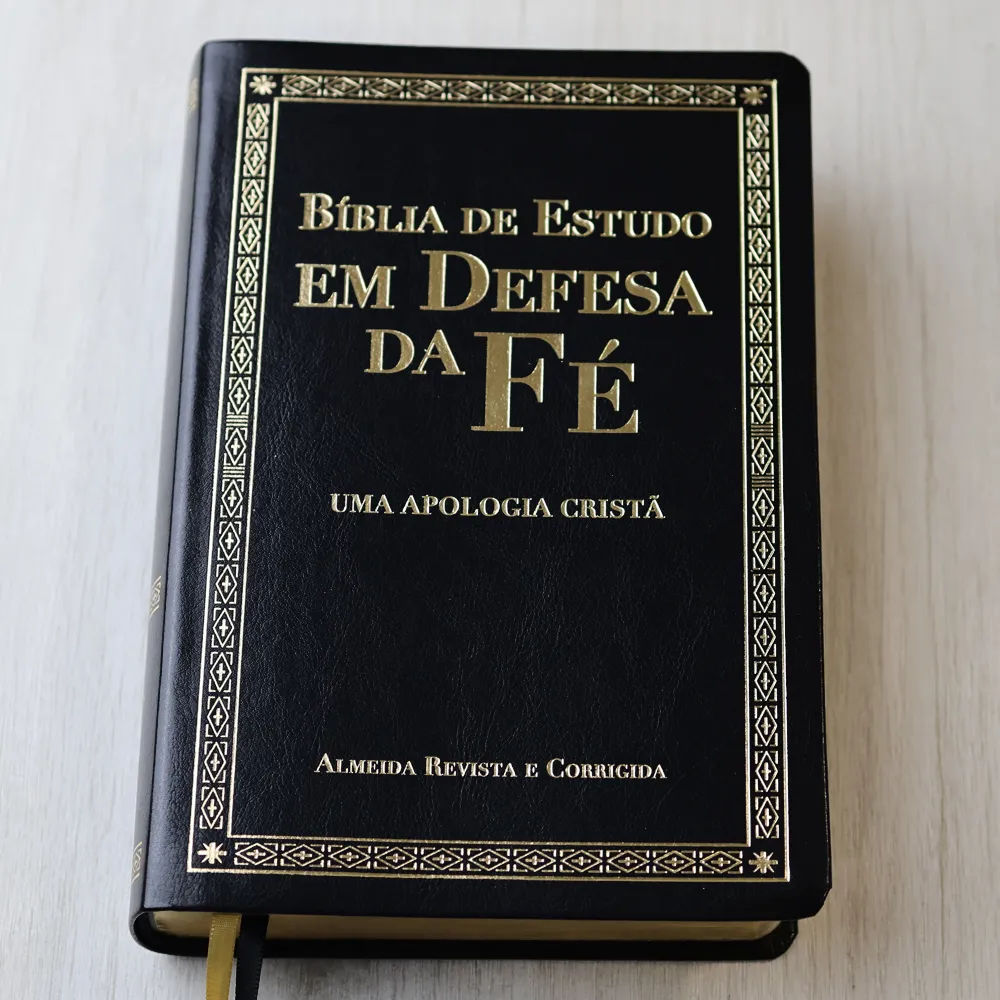 BÍBLIA DE ESTUDO
EM DEFESA
DA FÉ
UMA APOLOGIA CRISTÃ
ALMEIDA REVISTA E CORRIGIDA